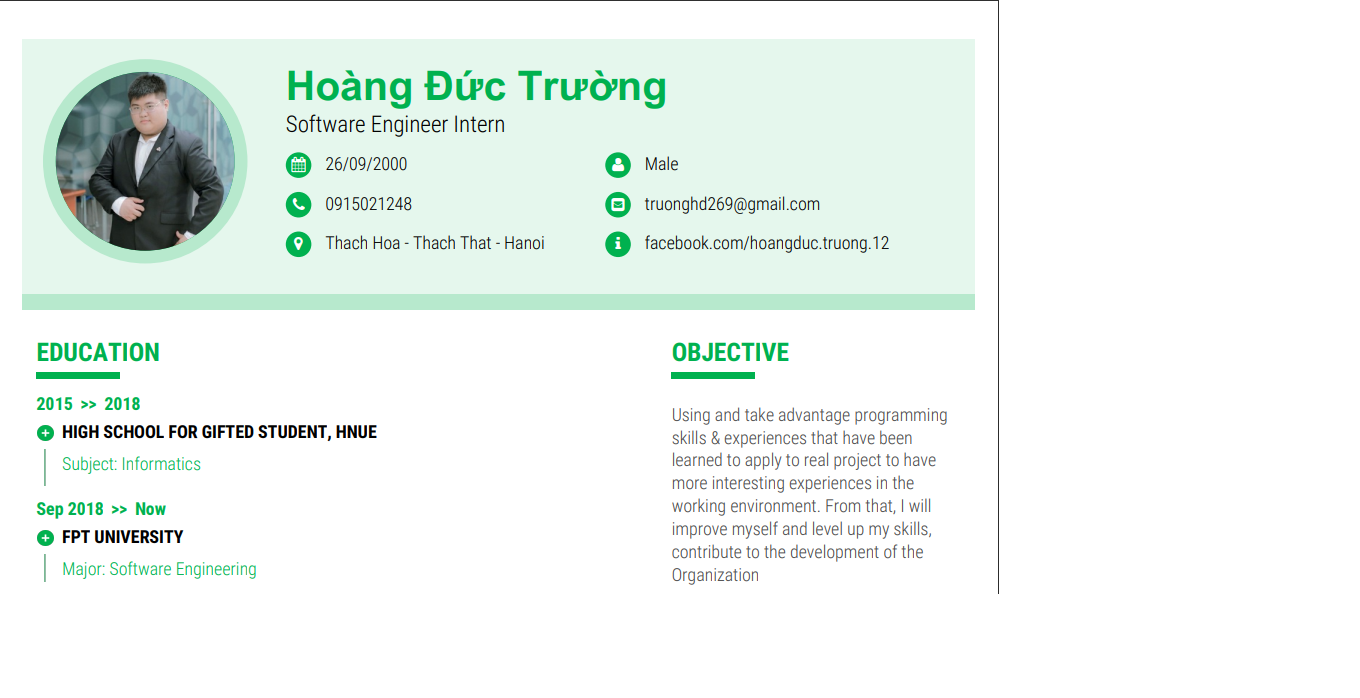 Hoàng Đức Trường
Software Engineer Intern
26/09/2000
Male
0915021248
truonghd269@gmail.com
Thach Hoa - Thach That - Hanoi
facebook.com/hoangduc.truong.12
EDUCATION
2015 >> 2018
HIGH SCHOOL FOR GIFTED STUDENT, HNUE
Subject: Informatics
Sep 2018 >> Now
FPT UNIVERSITY
Major: Software Engineering
OBJECTIVE
Using and take advantage programming
skills & experiences that have been
learned to apply to real project to have
more interesting experiences in the
working environment. From that, I will
improve myself and level up my skills,
contribute to the development of the
Organization